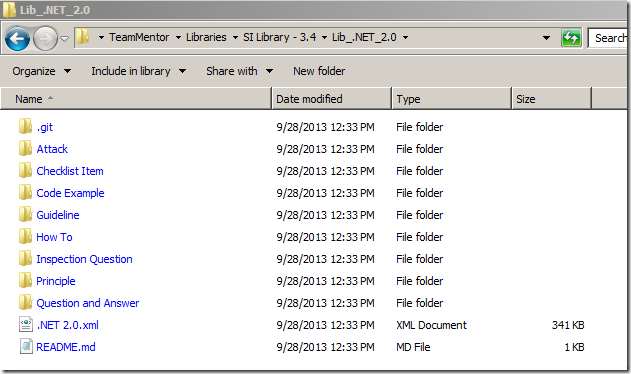 Lib_.NET_2.0
TeamMentor Libraries SI Library - 3.4 Lib_.NET_2.0 Search
Organize Include in library Share with New folder
Name Date modified Type Size
.git 9/28/2013 12:33 PM File folder
Attack 9/28/2013 12:33 PM File folder
Checklist Item 9/28/2013 12:33 PM File folder
Code Example 9/28/2013 12:33 PM File folder
Guideline 9/28/2013 12:33 PM File folder
How To 9/28/2013 12:33 PM File folder
Inspection Question 9/28/2013 12:33 PM File folder
Principle 9/28/2013 12:33 PM File folder
Question and Answer 9/28/2013 12:33 PM File folder
.NET 2.0.xml 9/28/2013 12:33 PM XML Document 341 KB
README.md 9/28/2013 12:33 PM MD File 1 KB